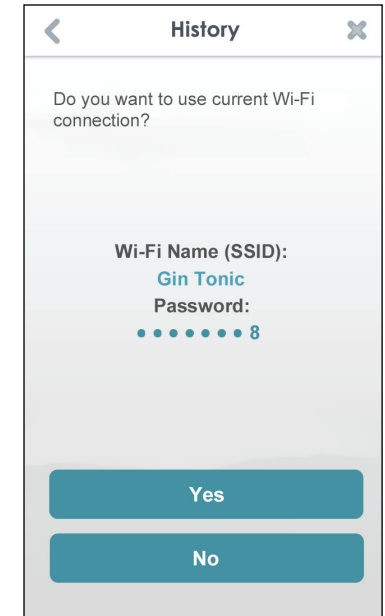 History
Do you want to use current Wi-Fi
connection?
Wi-Fi Name (SSID):
Gin Tonic
Password:
•••••••8
Yes
No